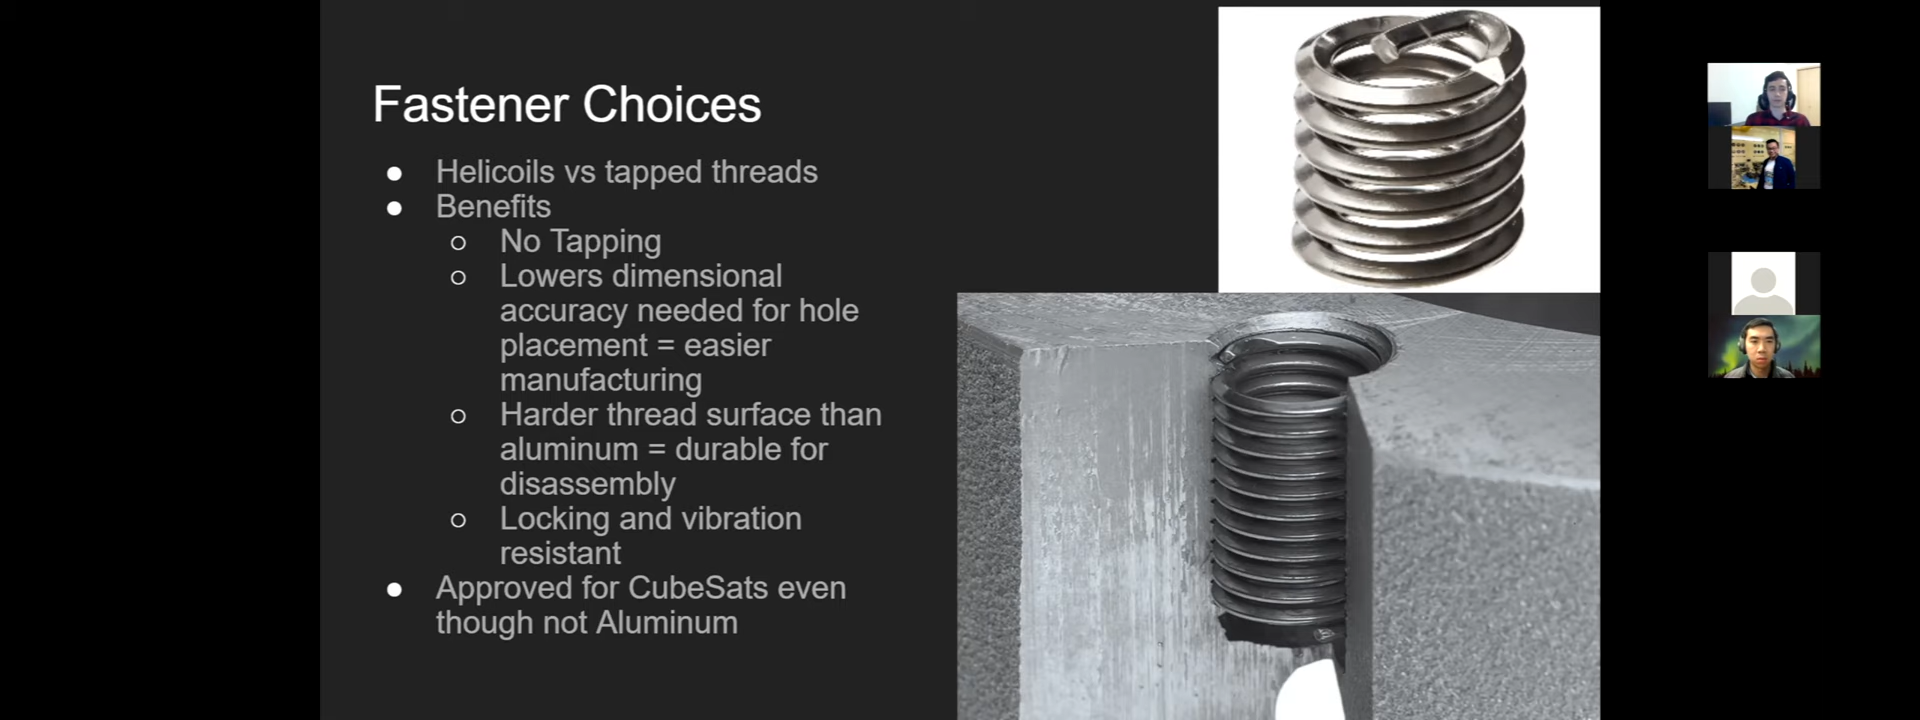 Fastener Choices
● Helicoils vs tapped threads
● Benefits
○ No Tapping
○ Lowers dimensional
accuracy needed for hole
placement = easier
manufacturing
○ Harder thread surface than
aluminum = durable for
disassembly
○ Locking and vibration
resistant
● Approved for CubeSats even
though not Aluminum